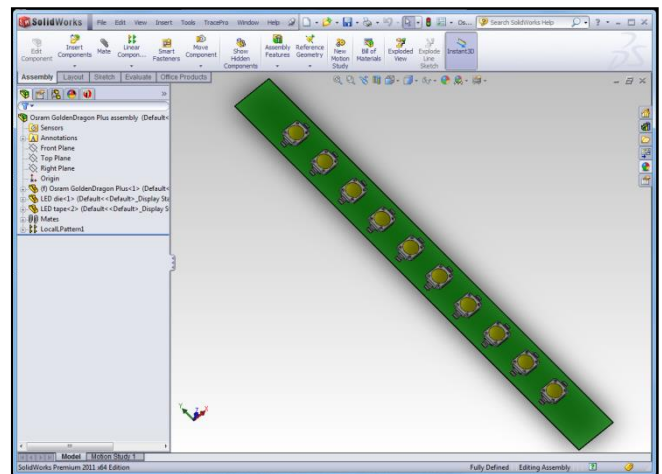 SolidWorks File Edit View Insert Tools TracePro Window Help Os... Search SolidWorks Help
Edit Component
Insert Components
Mate
Linear Compon...
Smart Fasteners
Move Component
Show Hidden Components
Assembly Features
Reference Geometry
New Motion Study
Bill of Materials
Exploded View
Explode Line Sketch
Instant3D
Assembly Layout Sketch Evaluate Office Products
Osram GoldenDragon Plus assembly (Default<
Sensors
Annotations
Front Plane
Top Plane
Right Plane
Origin
(f) Osram GoldenDragon Plus<1> (Default<
LED die<1> (Default<<Default>_Display Sta
LED tape<2> (Default<<Default>_Display S
Mates
LocalLPattern1
Model Motion Study 1
SolidWorks Premium 2011 x64 Edition Fully Defined Editing Assembly